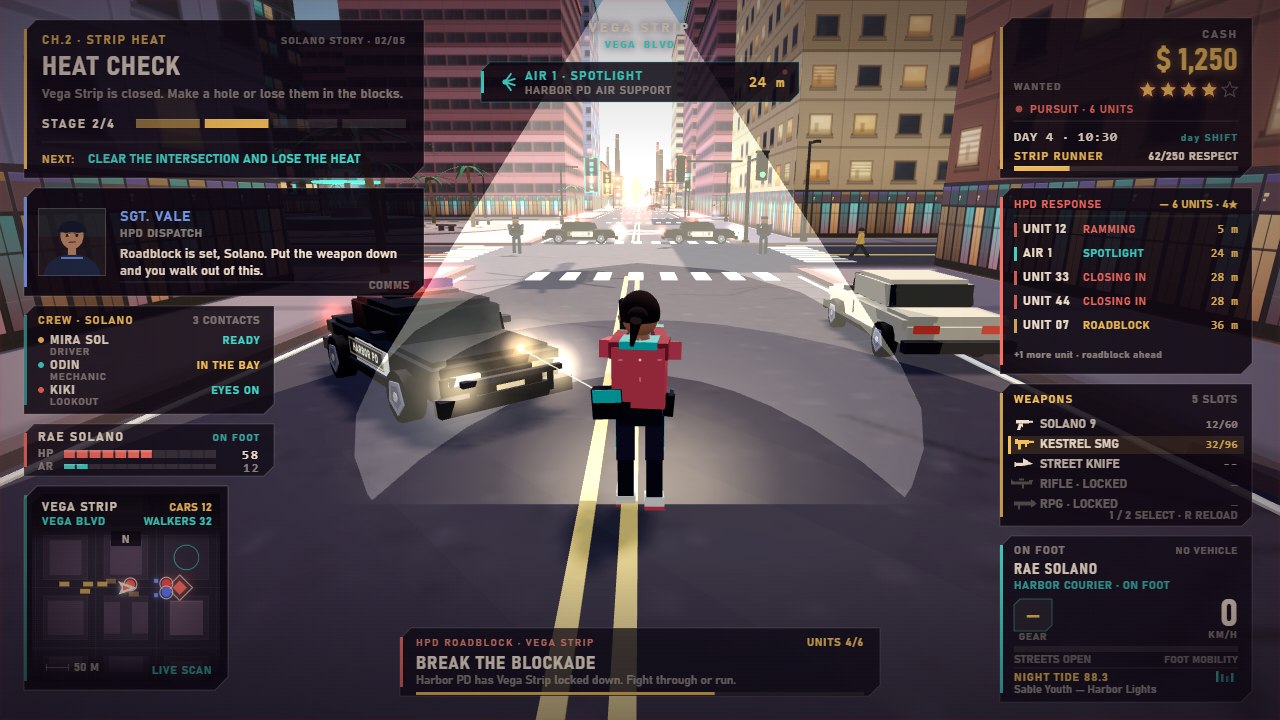 CH.2 · STRIP HEAT
SOLANO STORY · 02/05
HEAT CHECK
Vega Strip is closed. Make a hole or lose them in the blocks.
STAGE 2/4
NEXT: CLEAR THE INTERSECTION AND LOSE THE HEAT
SGT. VALE
HPD DISPATCH
Roadblock is set, Solano. Put the weapon down
and you walk out of this.
COMMS
CREW · SOLANO
3 CONTACTS
MIRA SOL READY
DRIVER
ODIN IN THE BAY
MECHANIC
KIKI EYES ON
LOOKOUT
RAE SOLANO ON FOOT
HP 58
AR 12
VEGA STRIP CARS 12
VEGA BLVD WALKERS 32
N
50 M
LIVE SCAN
VEGA STRIP
VEGA BLVD
AIR 1 · SPOTLIGHT
HARBOR PD AIR SUPPORT
24 m
HARBOR PD
HPD ROADBLOCK · VEGA STRIP
UNITS 4/6
BREAK THE BLOCKADE
Harbor PD has Vega Strip locked down. Fight through or run.
CASH
$ 1,250
WANTED ★★★★☆
PURSUIT · 6 UNITS
DAY 4 · 10:30 day SHIFT
STRIP RUNNER 62/250 RESPECT
HPD RESPONSE — 6 UNITS · 4★
UNIT 12 RAMMING 5 m
AIR 1 SPOTLIGHT 24 m
UNIT 33 CLOSING IN 28 m
UNIT 44 CLOSING IN 28 m
UNIT 07 ROADBLOCK 36 m
+1 more unit · roadblock ahead
WEAPONS 5 SLOTS
SOLANO 9 12/60
KESTREL SMG 32/96
STREET KNIFE --
RIFLE · LOCKED —
RPG · LOCKED —
1 / 2 SELECT · R RELOAD
ON FOOT NO VEHICLE
RAE SOLANO
HARBOR COURIER · ON FOOT
—
GEAR
0
KM/H
STREETS OPEN FOOT MOBILITY
NIGHT TIDE 88.3
Sable Youth — Harbor Lights